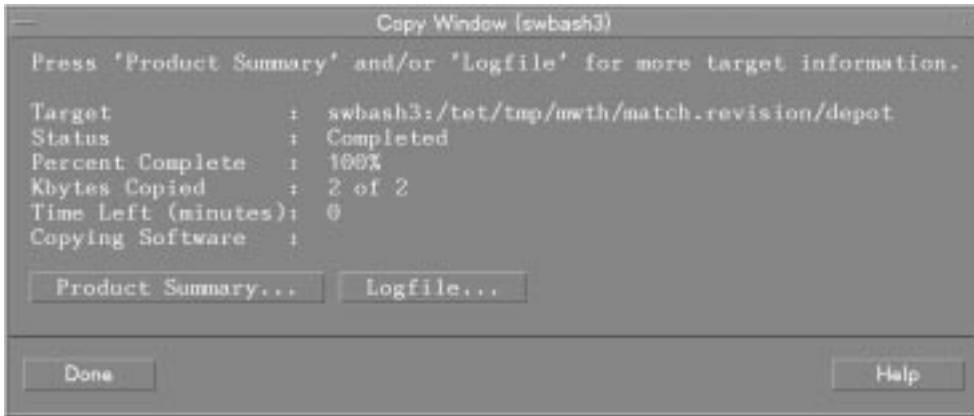 Copy Window (swbash3)
Press 'Product Summary' and/or 'Logfile' for more target information.
Target : swbash3:/tet/tmp/mwth/match.revision/depot
Status : Completed
Percent Complete : 100%
Kbytes Copied : 2 of 2
Time Left (minutes): 0
Copying Software :
Product Summary... Logfile...
Done Help